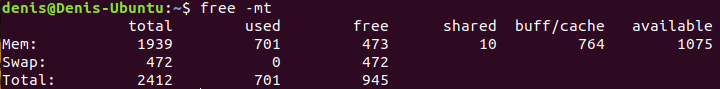 denis@Denis-Ubuntu:~$ free -mt
total used free shared buff/cache available
Mem: 1939 701 473 10 764 1075
Swap: 472 0 472
Total: 2412 701 945